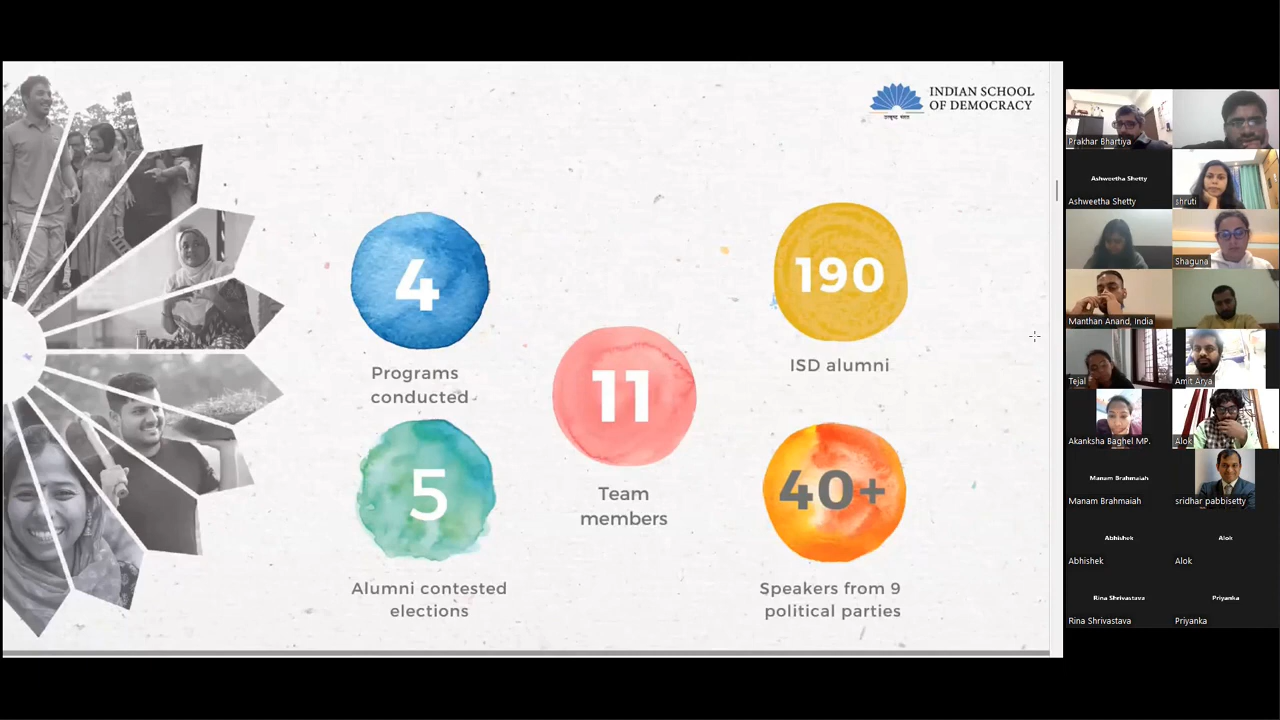 INDIAN SCHOOL
OF DEMOCRACY
4
Programs
conducted
190
ISD alumni
11
Team
members
5
Alumni contested
elections
40+
Speakers from 9
political parties
Prakhar Bhartiya
Ashweetha Shetty
Ashweetha Shetty
shruti
Shaguna
Manthan Anand, India
Tejal
Amit Arya
Akanksha Baghel MP.
Alok
Manam Brahmaiah
Manam Brahmaiah
sridhar pabbisetty
Abhishek
Abhishek
Alok
Alok
Rina Shrivastava
Rina Shrivastava
Priyanka
Priyanka